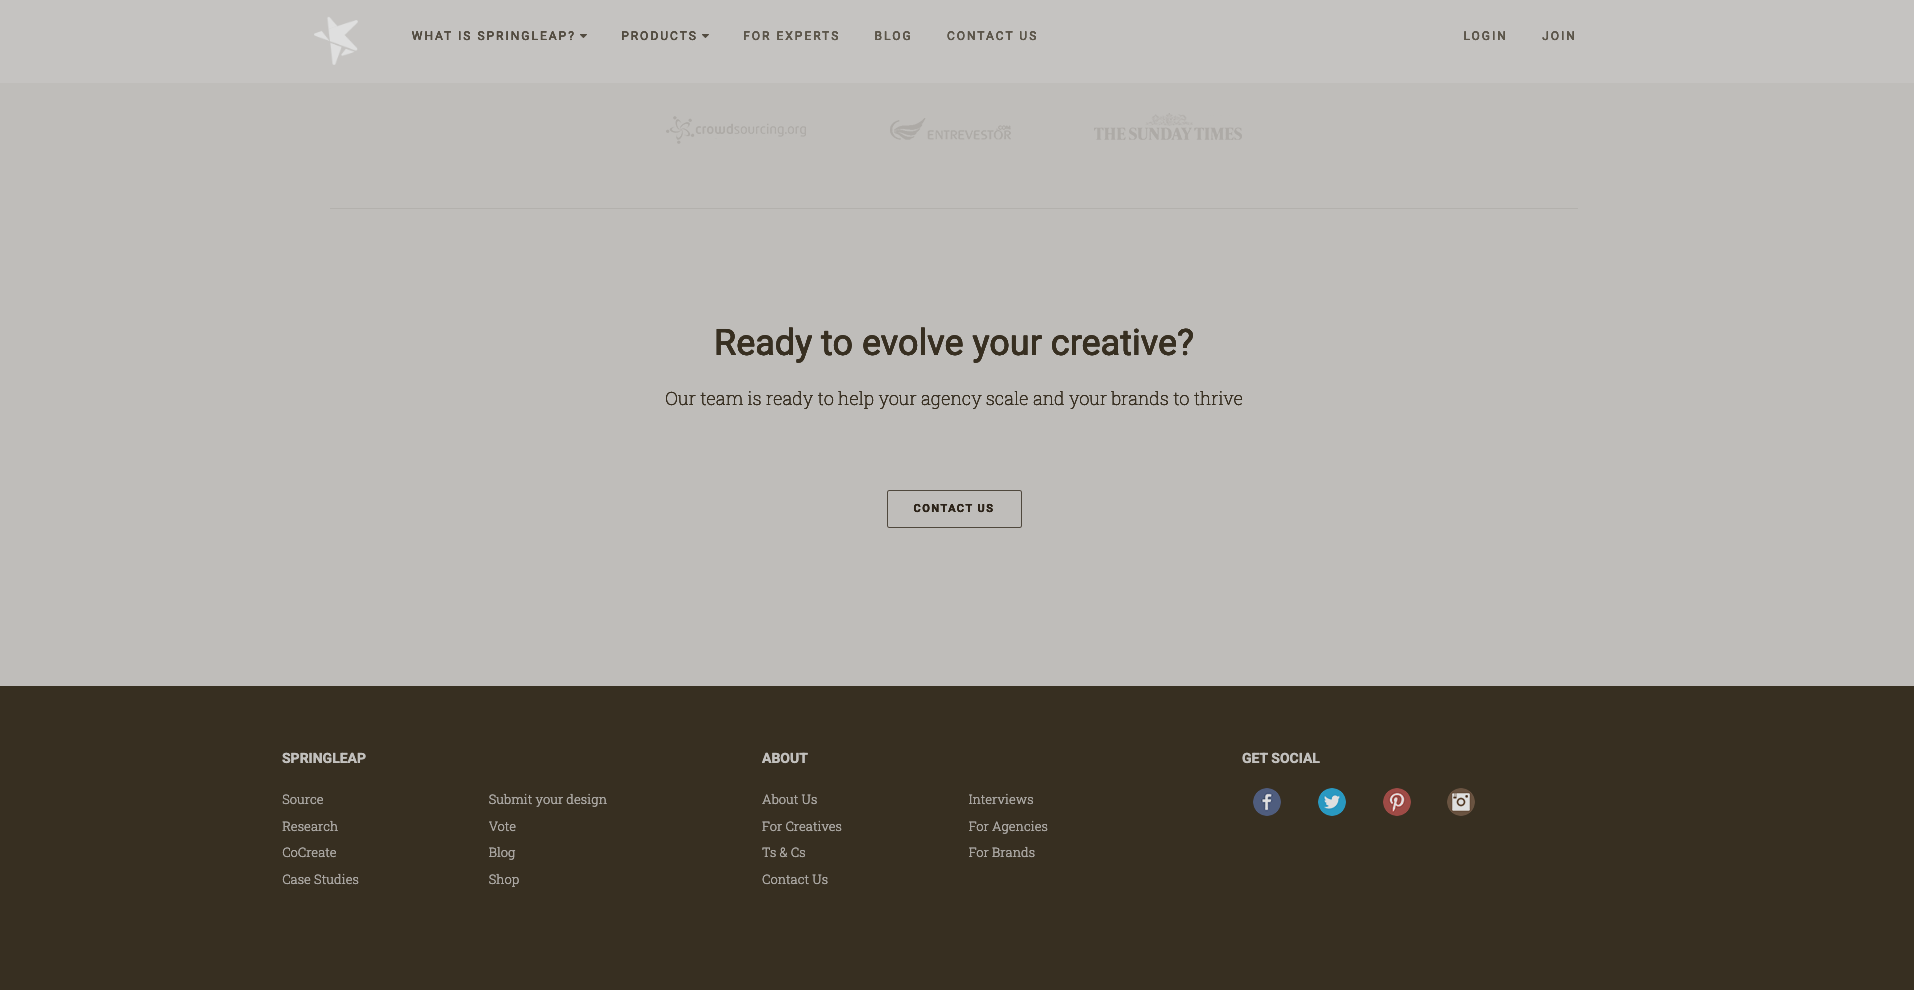 WHAT IS SPRINGLEAP?
PRODUCTS
FOR EXPERTS
BLOG
CONTACT US
LOGIN
JOIN
crowdsourcing.org
ENTREVESTOR
THE SUNDAY TIMES
Ready to evolve your creative?
Our team is ready to help your agency scale and your brands to thrive
CONTACT US
SPRINGLEAP
Source
Research
CoCreate
Case Studies
Submit your design
Vote
Blog
Shop
ABOUT
About Us
For Creatives
Ts & Cs
Contact Us
Interviews
For Agencies
For Brands
GET SOCIAL